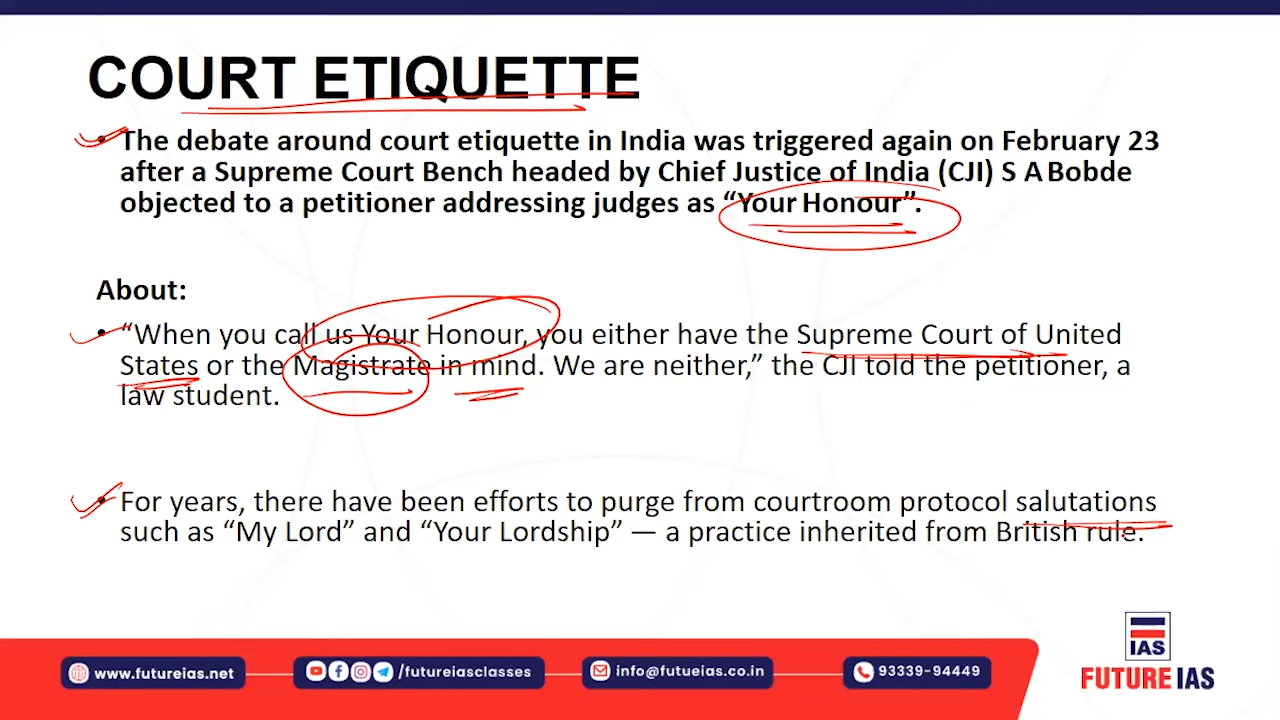 COURT ETIQUETTE
• The debate around court etiquette in India was triggered again on February 23
after a Supreme Court Bench headed by Chief Justice of India (CJI) S A Bobde
objected to a petitioner addressing judges as “Your Honour”.
About:
• “When you call us Your Honour, you either have the Supreme Court of United
States or the Magistrate in mind. We are neither,” the CJI told the petitioner, a
law student.
• For years, there have been efforts to purge from courtroom protocol salutations
such as “My Lord” and “Your Lordship” — a practice inherited from British rule.
www.futureias.net
/futureiasclasses
info@futueias.co.in
93339-94449
IAS
FUTURE IAS